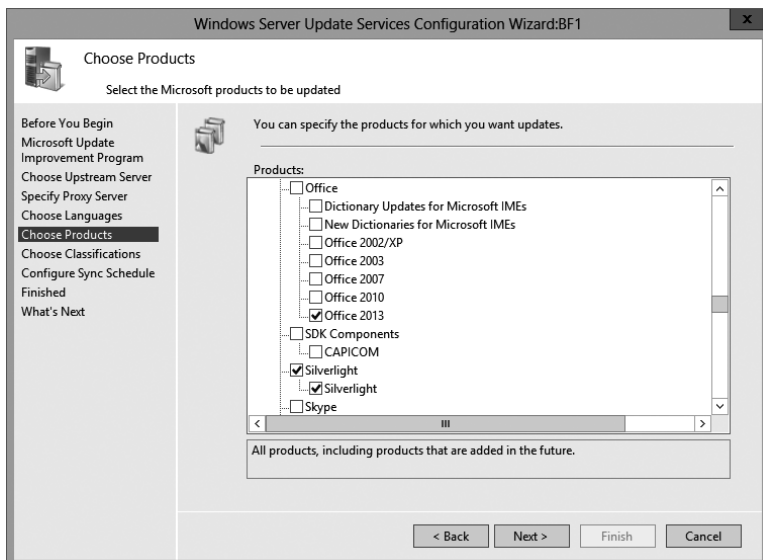 Windows Server Update Services Configuration Wizard:BF1
x
Choose Products
Select the Microsoft products to be updated
Before You Begin
Microsoft Update
Improvement Program
Choose Upstream Server
Specify Proxy Server
Choose Languages
Choose Products
Choose Classifications
Configure Sync Schedule
Finished
What's Next
You can specify the products for which you want updates.
Products:
Office
Dictionary Updates for Microsoft IMEs
New Dictionaries for Microsoft IMEs
Office 2002/XP
Office 2003
Office 2007
Office 2010
Office 2013
SDK Components
CAPICOM
Silverlight
Silverlight
Skype
All products, including products that are added in the future.
< Back
Next >
Finish
Cancel